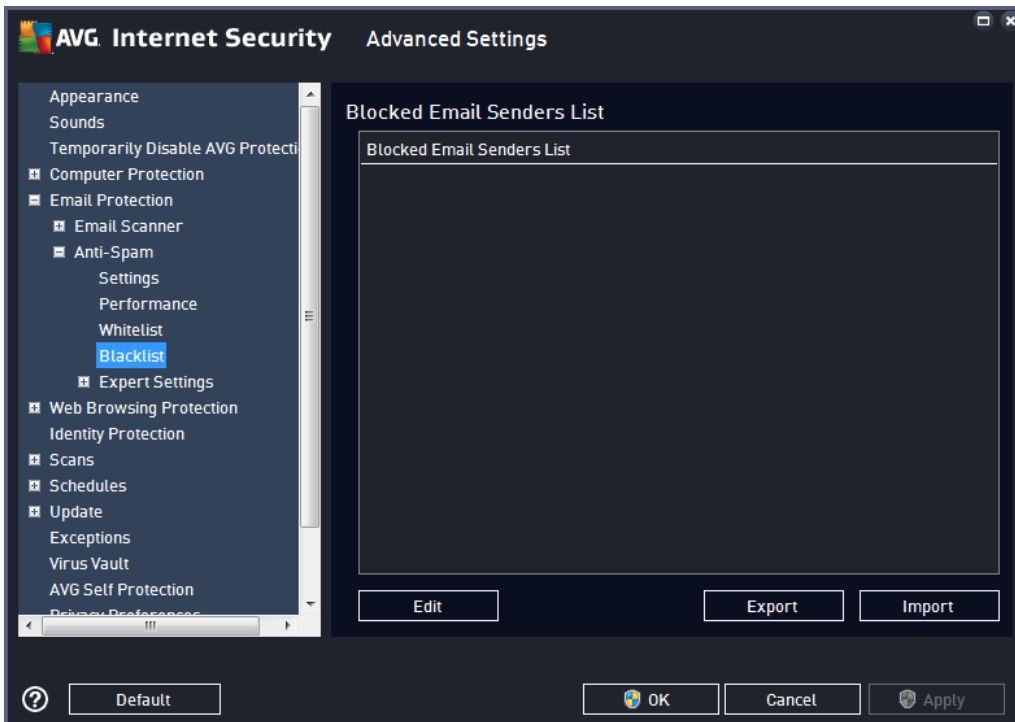 AVG Internet Security Advanced Settings
Appearance
Sounds
Temporarily Disable AVG Protecti
Computer Protection
Email Protection
Email Scanner
Anti-Spam
Settings
Performance
Whitelist
Blacklist
Expert Settings
Web Browsing Protection
Identity Protection
Scans
Schedules
Update
Exceptions
Virus Vault
AVG Self Protection
Privacy Preferences
Blocked Email Senders List
Blocked Email Senders List
Edit Export Import
? Default OK Cancel Apply